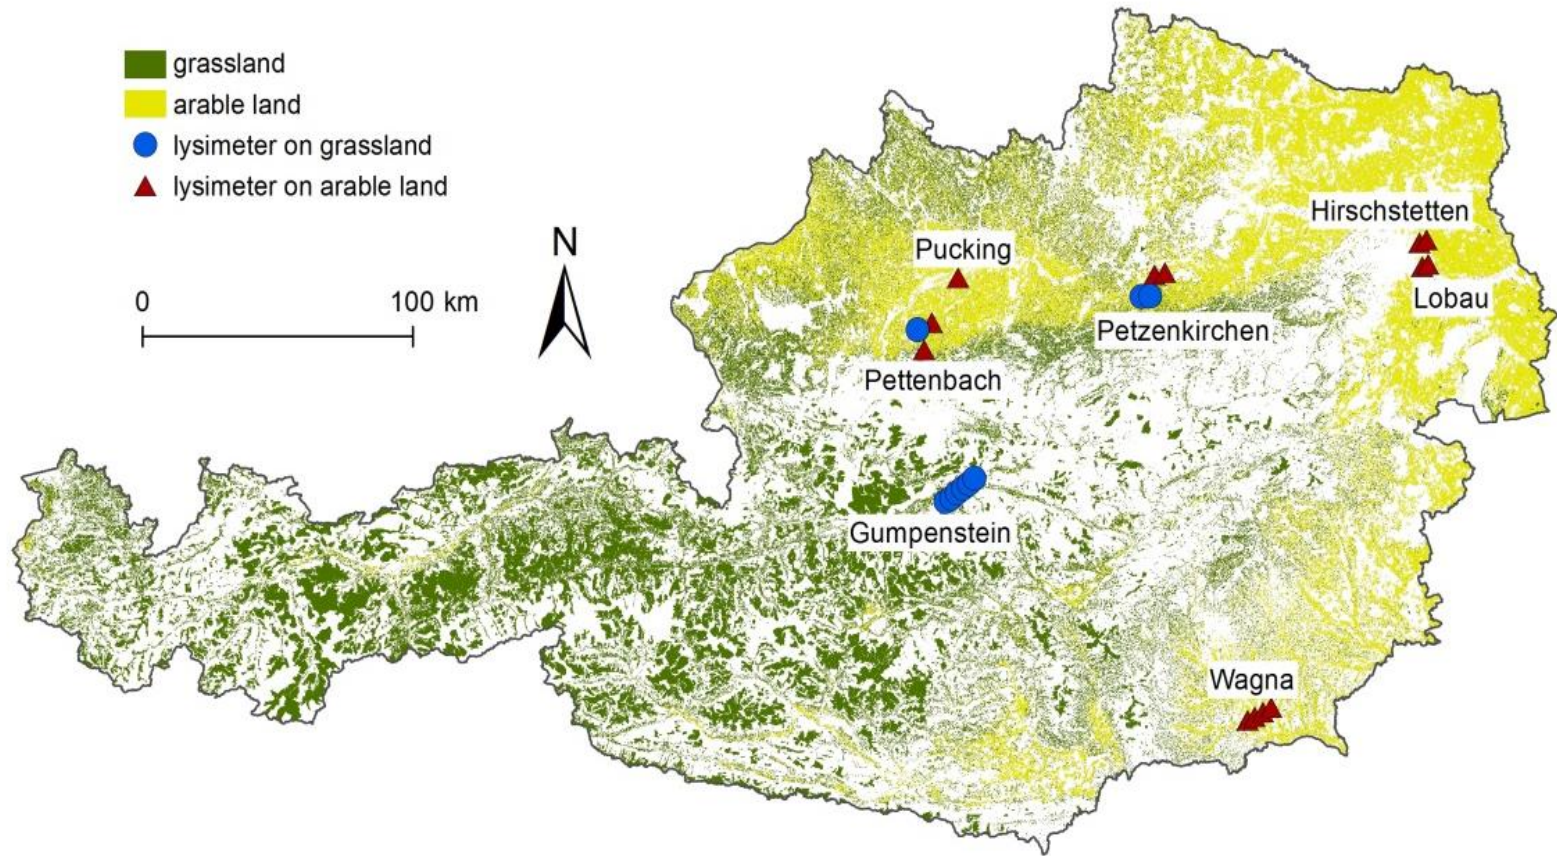 grassland
arable land
lysimeter on grassland
lysimeter on arable land
N
0 100 km
Hirschstetten
Pucking
Lobau
Petzenkirchen
Pettenbach
Gumpenstein
Wagna